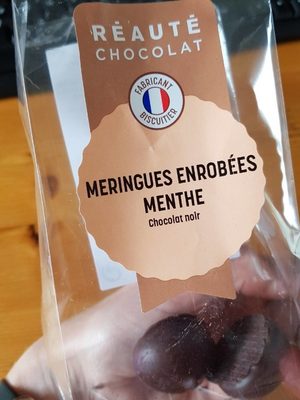 RÉAUTÉ
CHOCOLAT
FABRICANT
BISCUITIER
MERINGUES ENROBÉES
MENTHE
Chocolat noir